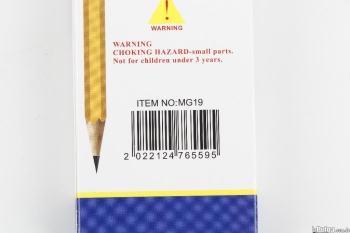 WARNING
WARNING
CHOKING HAZARD-small parts.
Not for children under 3 years.
ITEM NO:MG19
2 022124 765595